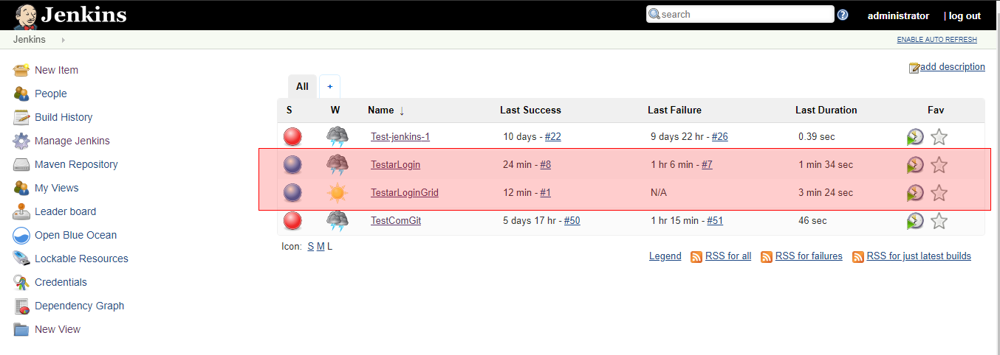 Jenkins
search
administrator
| log out
Jenkins
ENABLE AUTO REFRESH
New Item
People
Build History
Manage Jenkins
Maven Repository
My Views
Leader board
Open Blue Ocean
Lockable Resources
Credentials
Dependency Graph
New View
add description
All +
S W Name ↓ Last Success Last Failure Last Duration Fav
Test-jenkins-1 10 days - #22 9 days 22 hr - #26 0.39 sec
TestarLogin 24 min - #8 1 hr 6 min - #7 1 min 34 sec
TestarLoginGrid 12 min - #1 N/A 3 min 24 sec
TestComGit 5 days 17 hr - #50 1 hr 15 min - #51 46 sec
Icon: S M L
Legend RSS for all RSS for failures RSS for just latest builds